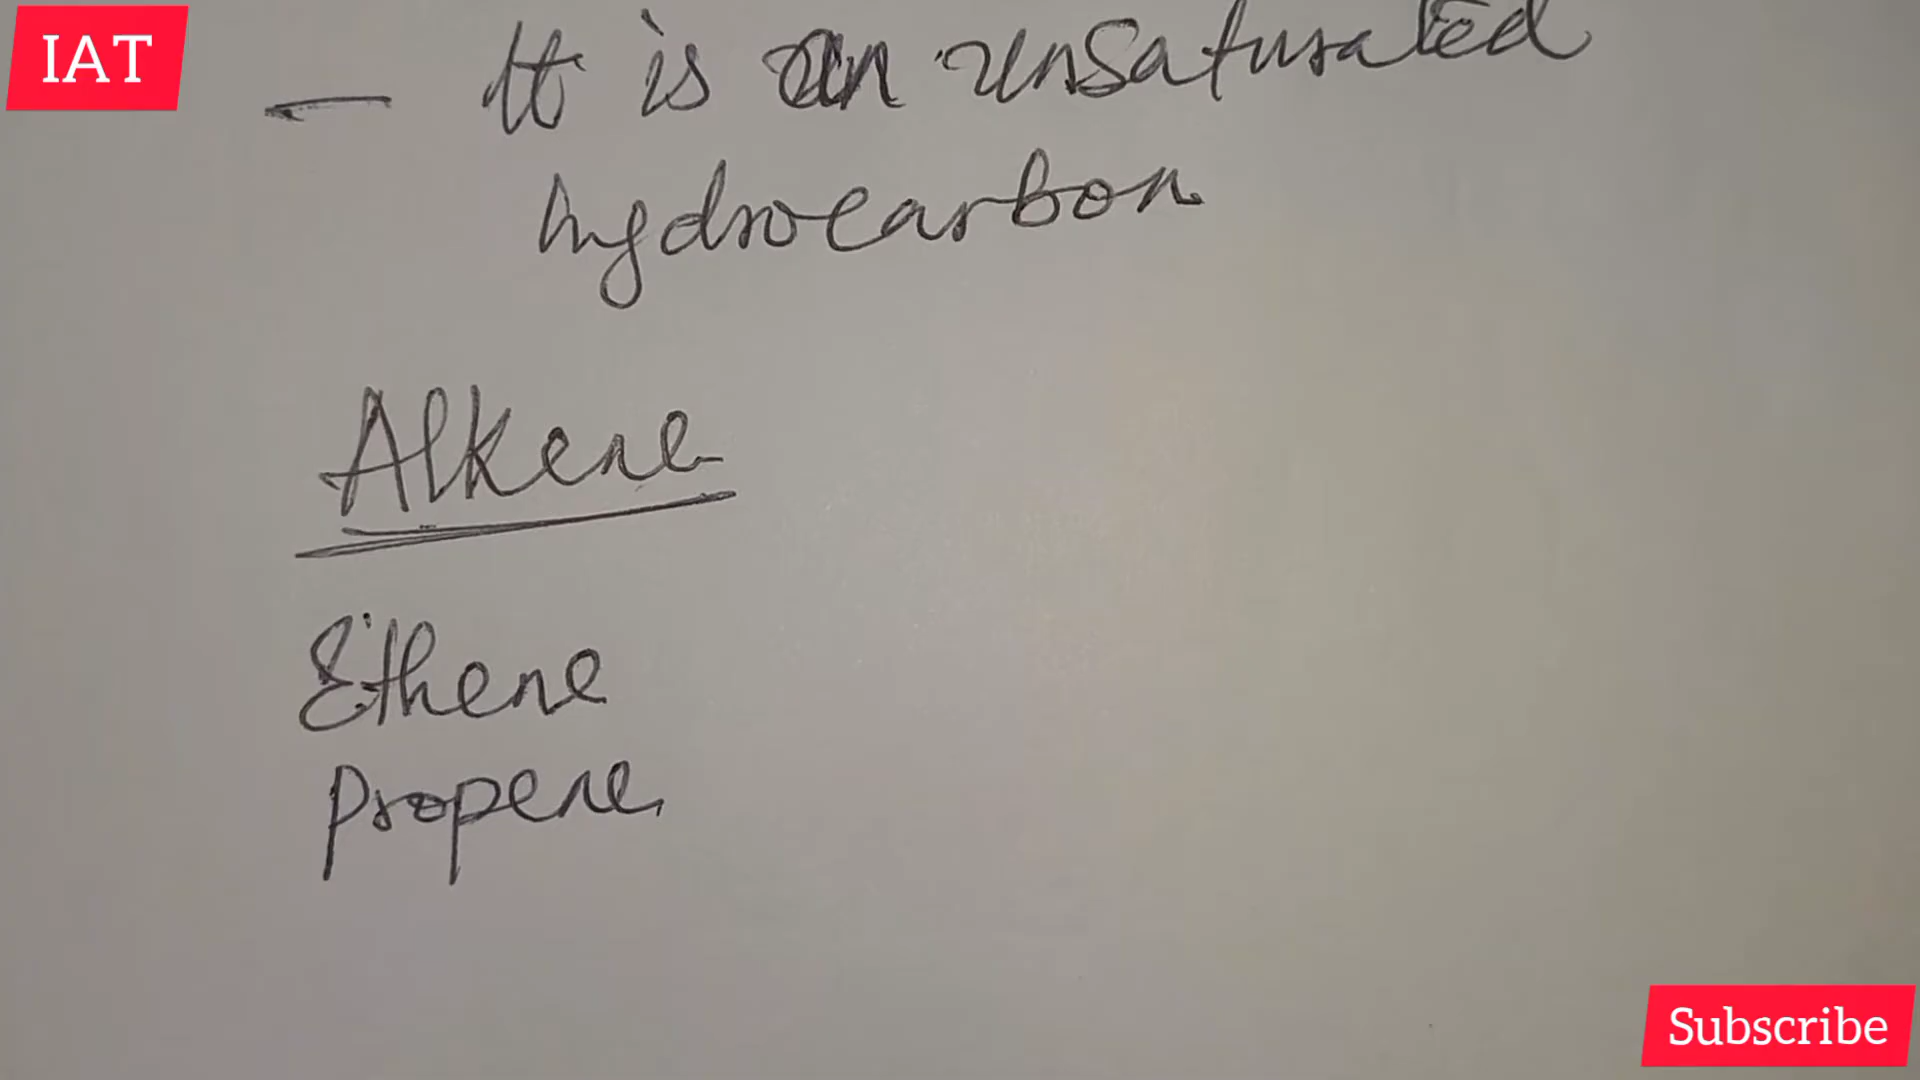 IAT
- It is an unsaturated
hydrocarbon
Alkene
Ethene
Propene
Subscribe